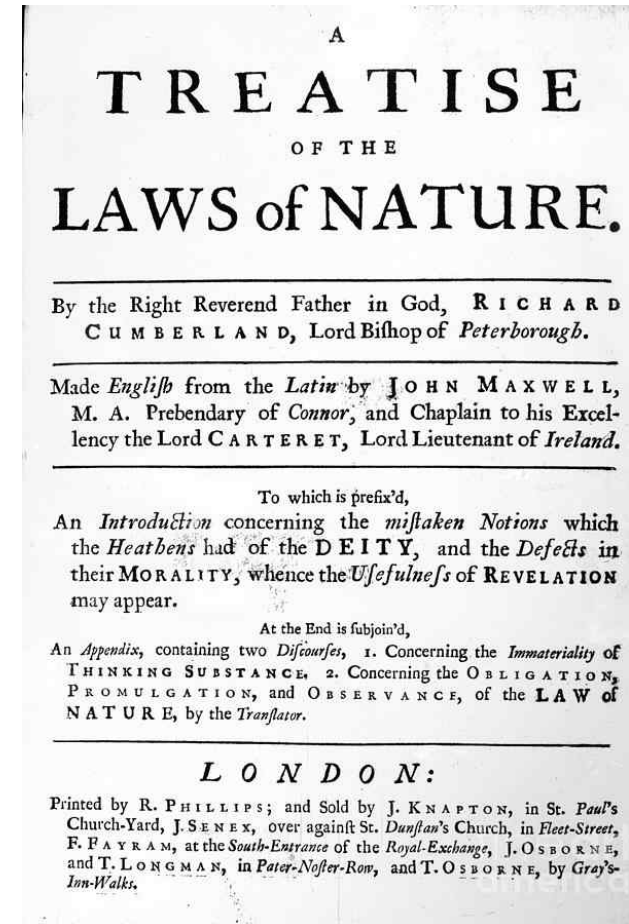 A
TREATISE
OF THE
LAWS of NATURE.
By the Right Reverend Father in God, RICHARD
CUMBERLAND, Lord Biſhop of Peterborough.
Made Engliſh from the Latin by JOHN MAXWELL,
M. A. Prebendary of Connor, and Chaplain to his Excel-
lency the Lord CARTERET, Lord Lieutenant of Ireland.
To which is prefix'd,
An Introduction concerning the miſtaken Notions which
the Heathens had of the DEITY, and the Defects in
their MORALITY, whence the Uſefulneſs of REVELATION
may appear.
At the End is ſubjoin'd,
An Appendix, containing two Diſcourſes, 1. Concerning the Immateriality of
THINKING SUBSTANCE. 2. Concerning the OBLIGATION,
PROMULGATION, and OBSERVANCE, of the LAW of
NATURE, by the Tranſlator.
LONDON:
Printed by R. PHILLIPS; and Sold by J. KNAPTON, in St. Paul's
Church-Yard, J. SENEX, over againſt St. Dunſtan's Church, in Fleet-Street,
F. FAYRAM, at the South-Entrance of the Royal-Exchange, J. OSBORNE,
and T. LONGMAN, in Pater-Noſter-Row, and T. OSBORNE, by Gray's-
Inn-Walks.